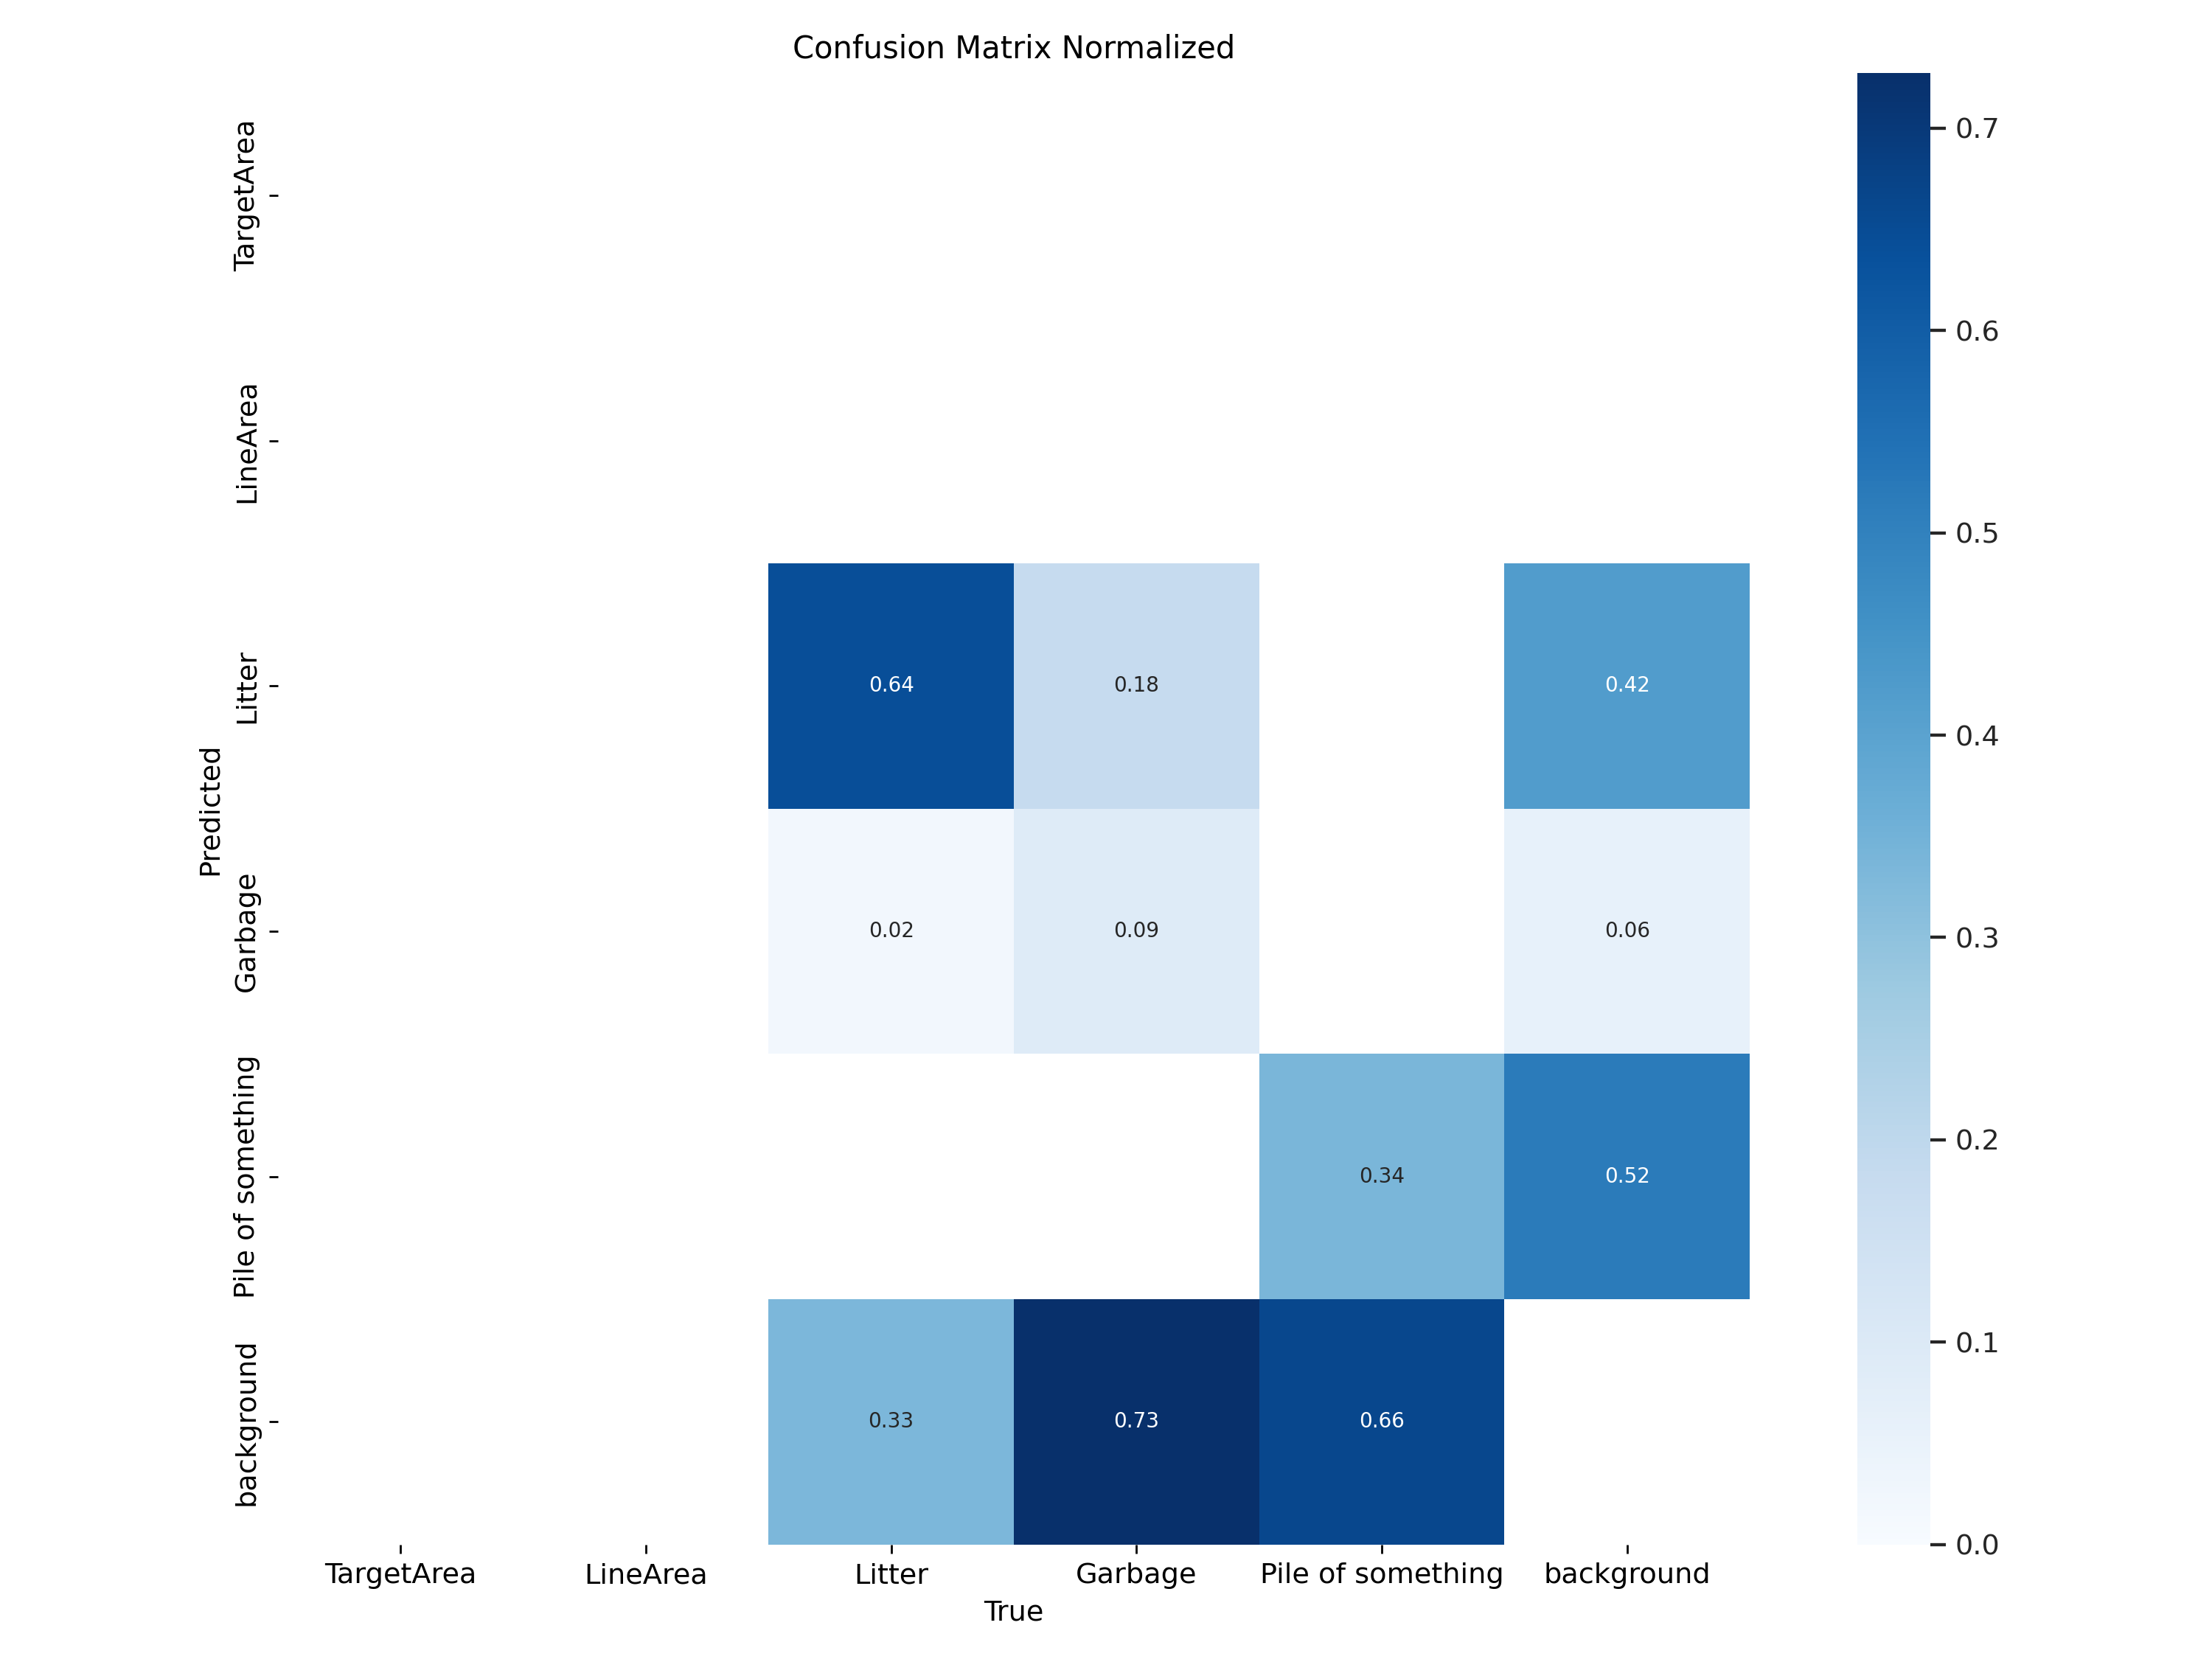 Confusion Matrix Normalized
TargetArea
LineArea
Litter
Garbage
Pile of something
background
Predicted
0.64 0.18 0.42
0.02 0.09 0.06
0.34 0.52
0.33 0.73 0.66
TargetArea LineArea Litter Garbage Pile of something background
True
0.7
0.6
0.5
0.4
0.3
0.2
0.1
0.0